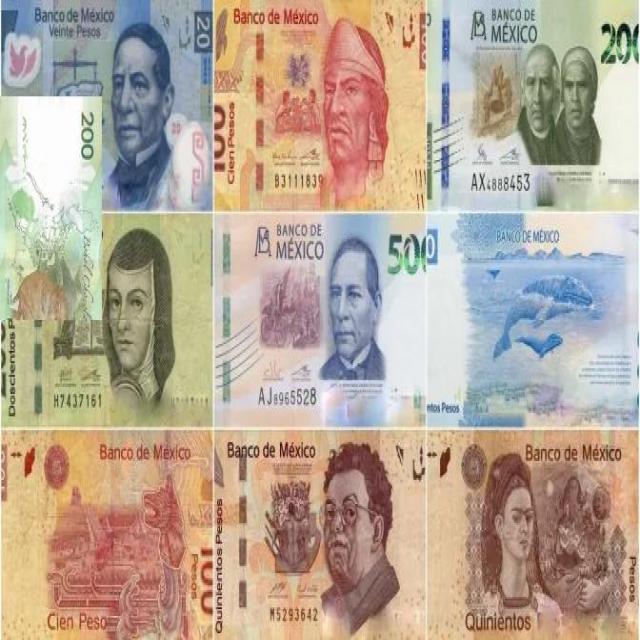 Banco de México
Veinte Pesos
20
Banco de México
100
Cien Pesos
B3111839
BANCO DE
MÉXICO
200
AX4888453
200
Doscientos P
H7437161
BANCO DE
MÉXICO
500
AJ8965528
BANCO DE MÉXICO
ntos Pesos
Banco de México
Cien Peso
100
Pesos
Banco de México
Quinientos Pesos
M5293642
Banco de México
Quinientos
Pesos